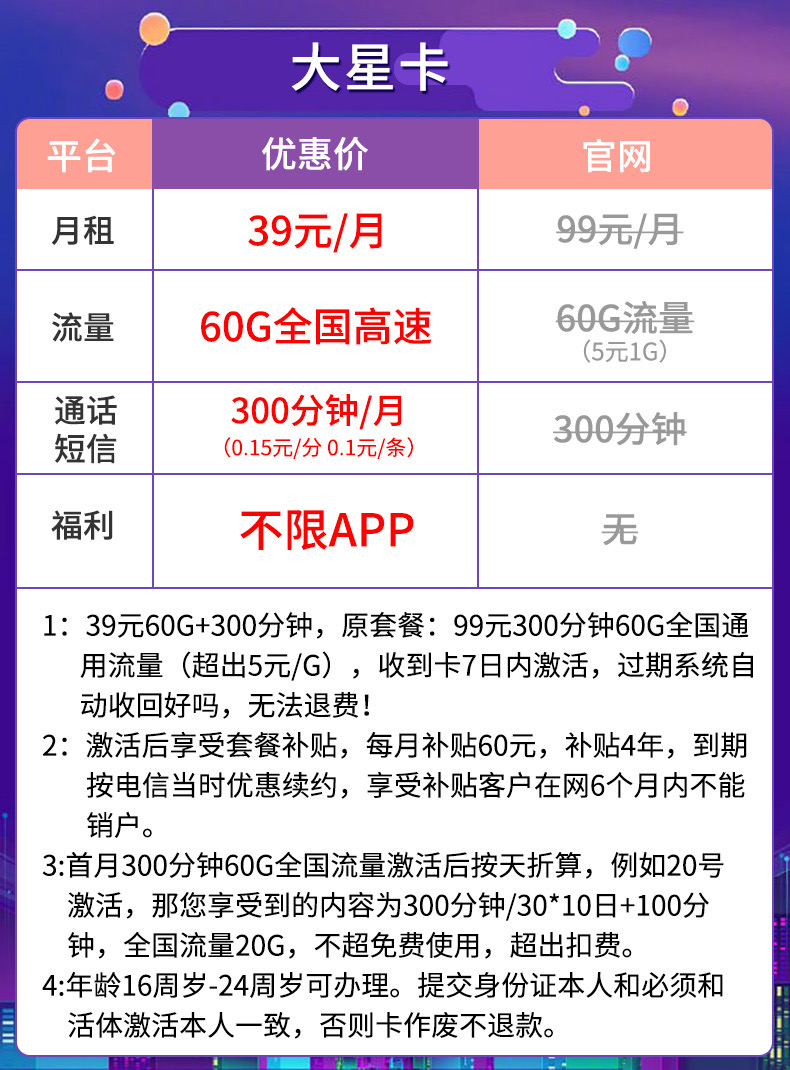 大星卡
平台 优惠价 官网
月租 39元/月 99元/月
流量 60G全国高速 60G流量
（5元1G）
通话 300分钟/月 300分钟
短信 （0.15元/分 0.1元/条）
福利 不限APP 无
1：39元60G+300分钟，原套餐：99元300分钟60G全国通
用流量（超出5元/G），收到卡7日内激活，过期系统自
动收回好吗，无法退费！
2：激活后享受套餐补贴，每月补贴60元，补贴4年，到期
按电信当时优惠续约，享受补贴客户在网6个月内不能
销户。
3:首月300分钟60G全国流量激活后按天折算，例如20号
激活，那您享受到的内容为300分钟/30*10日+100分
钟，全国流量20G，不超免费使用，超出扣费。
4:年龄16周岁-24周岁可办理。提交身份证本人和必须和
活体激活本人一致，否则卡作废不退款。